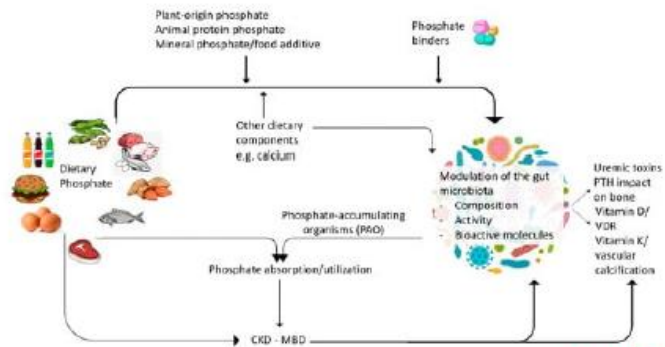 Plant-origin phosphate
Animal protein phosphate
Mineral phosphate/food additive
Phosphate
binders
Other dietary
components
e.g. calcium
Dietary
Phosphate
Modulation of the gut
microbiota
Composition
Activity
Bioactive molecules
Uremic toxins
PTH impact
on bone
Vitamin D/
VDR
Vitamin K/
vascular
calcification
Phosphate-accumulating
organisms (PAO)
Phosphate absorption/utilization
CKD - MBD